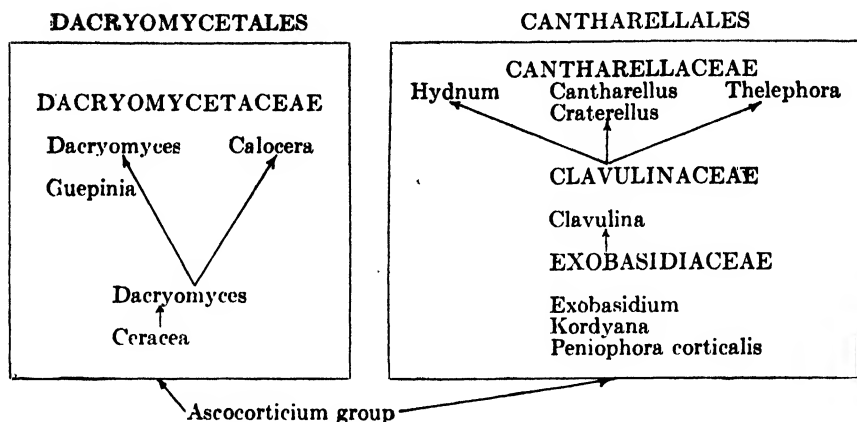 DACRYOMYCETALES
DACRYOMYCETACEAE
Dacryomyces Calocera
Guepinia
Dacryomyces
Ceracea
CANTHARELLALES
CANTHARELLACEAE
Hydnum Cantharellus Thelephora
Craterellus
CLAVULINACEAE
Clavulina
EXOBASIDIACEAE
Exobasidium
Kordyana
Peniophora corticalis
Ascocorticium group